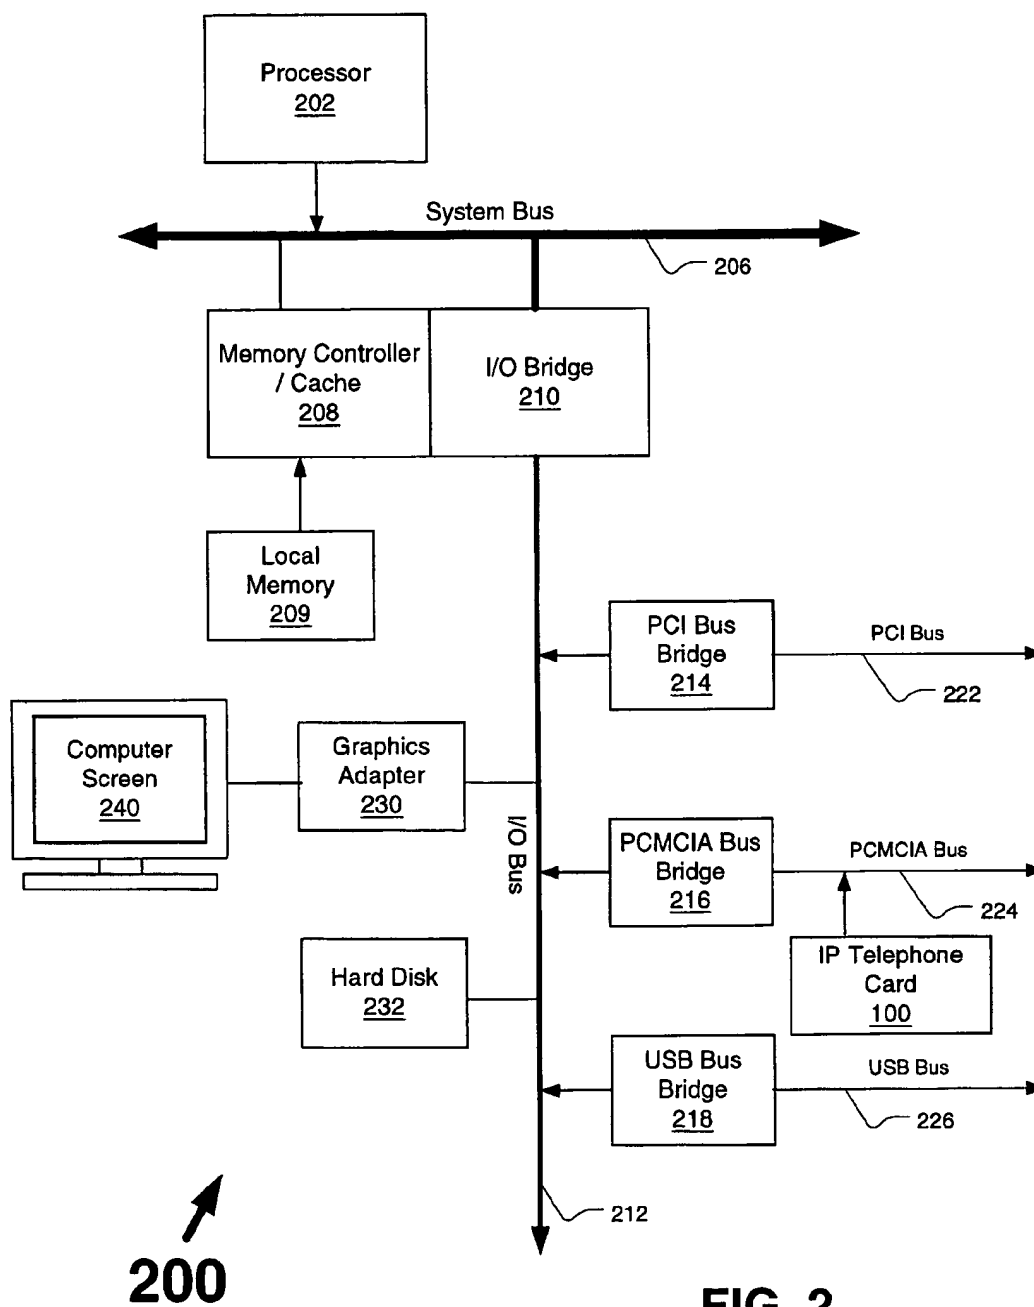 Processor
202
System Bus
206
Memory Controller
/ Cache
208
I/O Bridge
210
Local
Memory
209
PCI Bus
Bridge
214
PCI Bus
222
Computer
Screen
240
Graphics
Adapter
230
I/O Bus
PCMCIA Bus
Bridge
216
PCMCIA Bus
224
IP Telephone
Card
100
Hard Disk
232
USB Bus
Bridge
218
USB Bus
226
212
200
FIG. 2